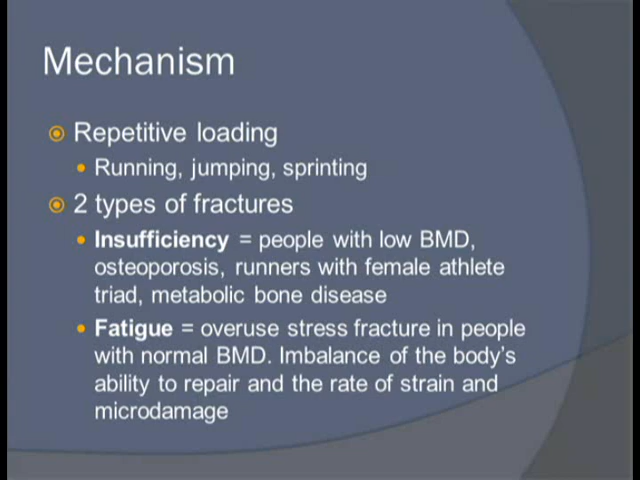 Mechanism
Repetitive loading
Running, jumping, sprinting
2 types of fractures
Insufficiency = people with low BMD,
osteoporosis, runners with female athlete
triad, metabolic bone disease
Fatigue = overuse stress fracture in people
with normal BMD. Imbalance of the body's
ability to repair and the rate of strain and
microdamage